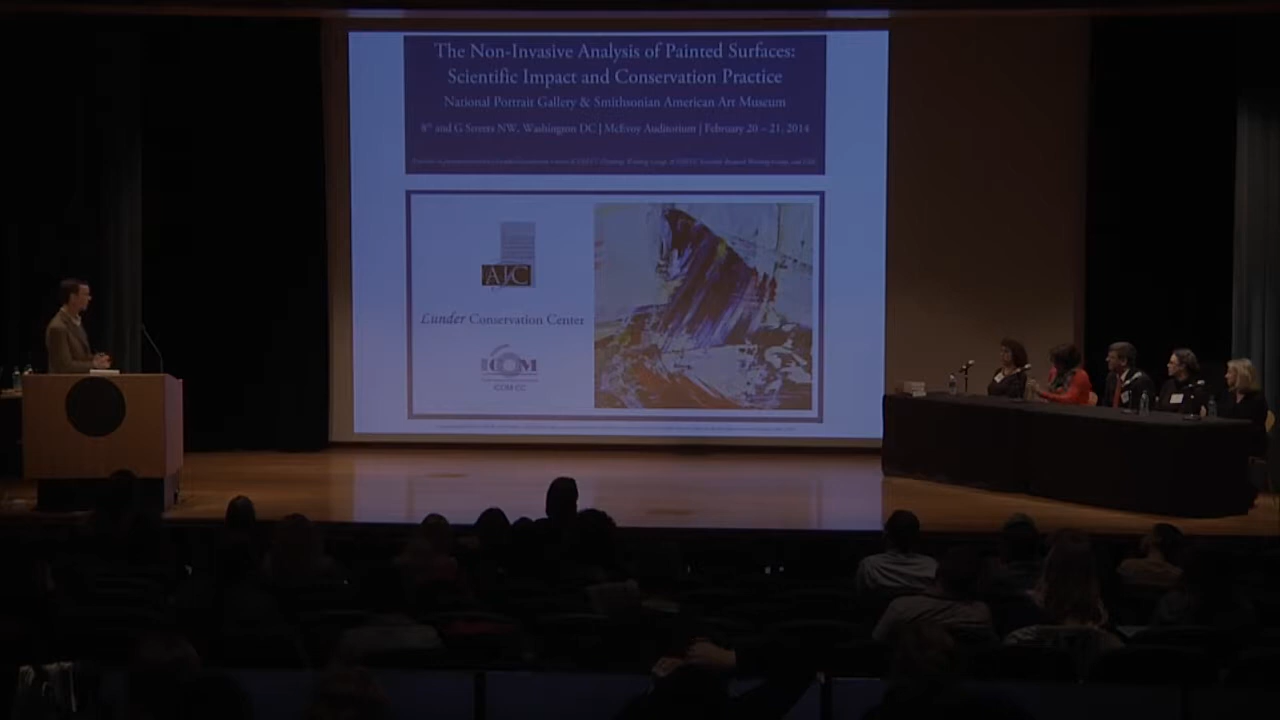 The Non-Invasive Analysis of Painted Surfaces:
Scientific Impact and Conservation Practice
National Portrait Gallery & Smithsonian American Art Museum
8th and G Streets NW, Washington DC | McEvoy Auditorium | February 20 – 21, 2014
AJC
Lunder Conservation Center
ICOM
ICOM-CC